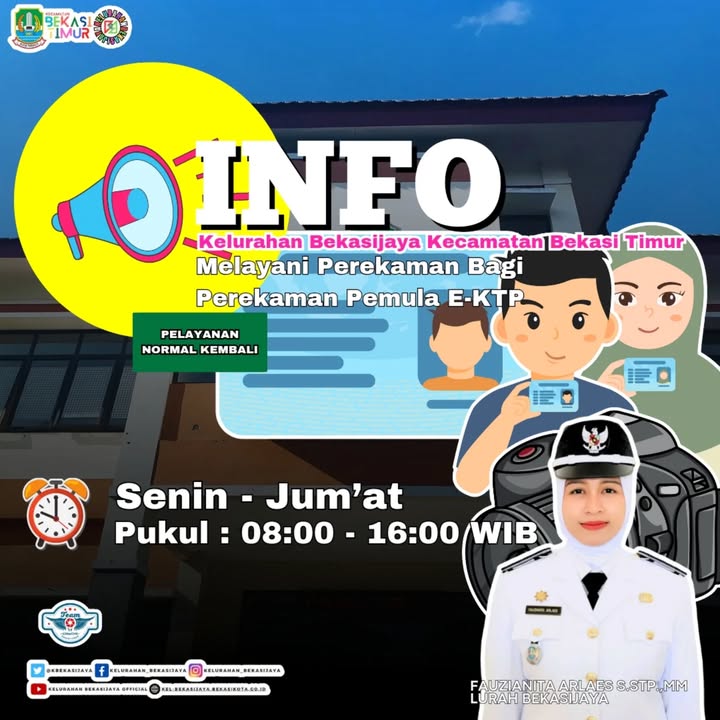 KECAMATAN
BEKASI
TIMUR
INFO
Kelurahan Bekasijaya Kecamatan Bekasi Timur
Melayani Perekaman Bagi
Perekaman Pemula E-KTP
PELAYANAN
NORMAL KEMBALI
Senin - Jum'at
Pukul : 08:00 - 16:00 WIB
Team
@KBEKASIJAYA
KELURAHAN_BEKASIJAYA
KELURAHAN_BEKASIJAYA
KELURAHAN BEKASIJAYA OFFICIAL
KEL-BEKASIJAYA.BEKASIKOTA.GO.ID
FAUZIANITA ARLAES S.STP.,MM
LURAH BEKASIJAYA